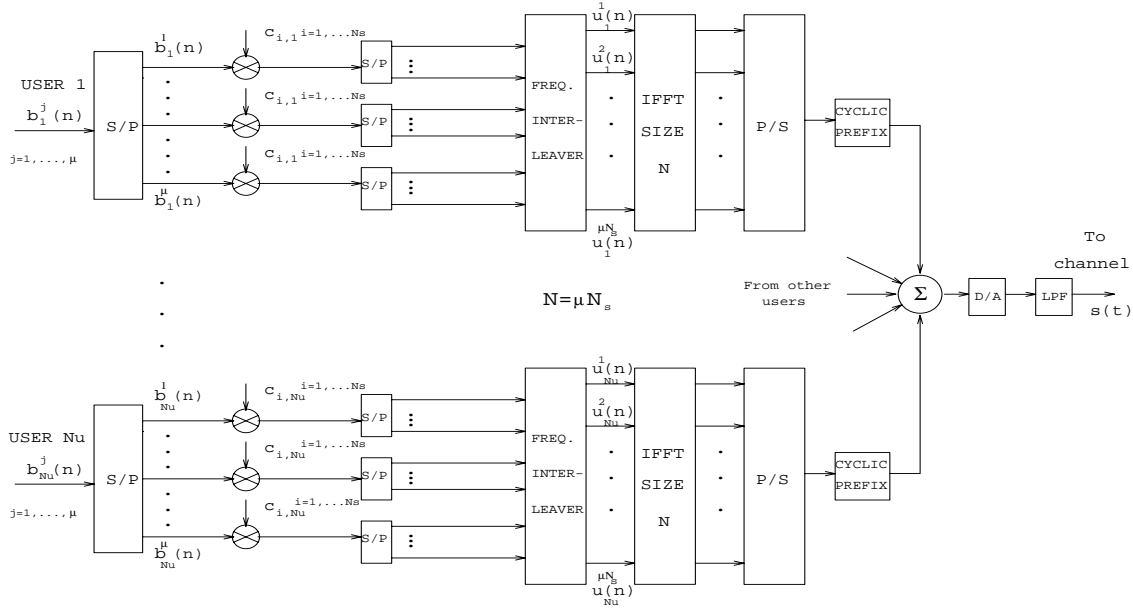 USER 1
b_1^j(n)
j=1,...,μ
S/P
b_1^1(n)
b_1^μ(n)
c_{i,1} i=1,...Ns
c_{i,1} i=1,...Ns
c_{i,1} i=1,...Ns
S/P
S/P
S/P
FREQ.
INTER-
LEAVER
u_1^1(n)
u_1^2(n)
u_1^{μN_s}(n)
IFFT
SIZE
N
P/S
CYCLIC
PREFIX
N=μN_s
From other
users
Σ
D/A
LPF
To
channel
s(t)
USER Nu
b_{Nu}^j(n)
j=1,...,μ
S/P
b_{Nu}^1(n)
b_{Nu}^μ(n)
c_{i,Nu} i=1,...Ns
c_{i,Nu} i=1,...Ns
c_{i,Nu} i=1,...Ns
S/P
S/P
S/P
FREQ.
INTER-
LEAVER
u_{Nu}^1(n)
u_{Nu}^2(n)
u_{Nu}^{μN_s}(n)
IFFT
SIZE
N
P/S
CYCLIC
PREFIX